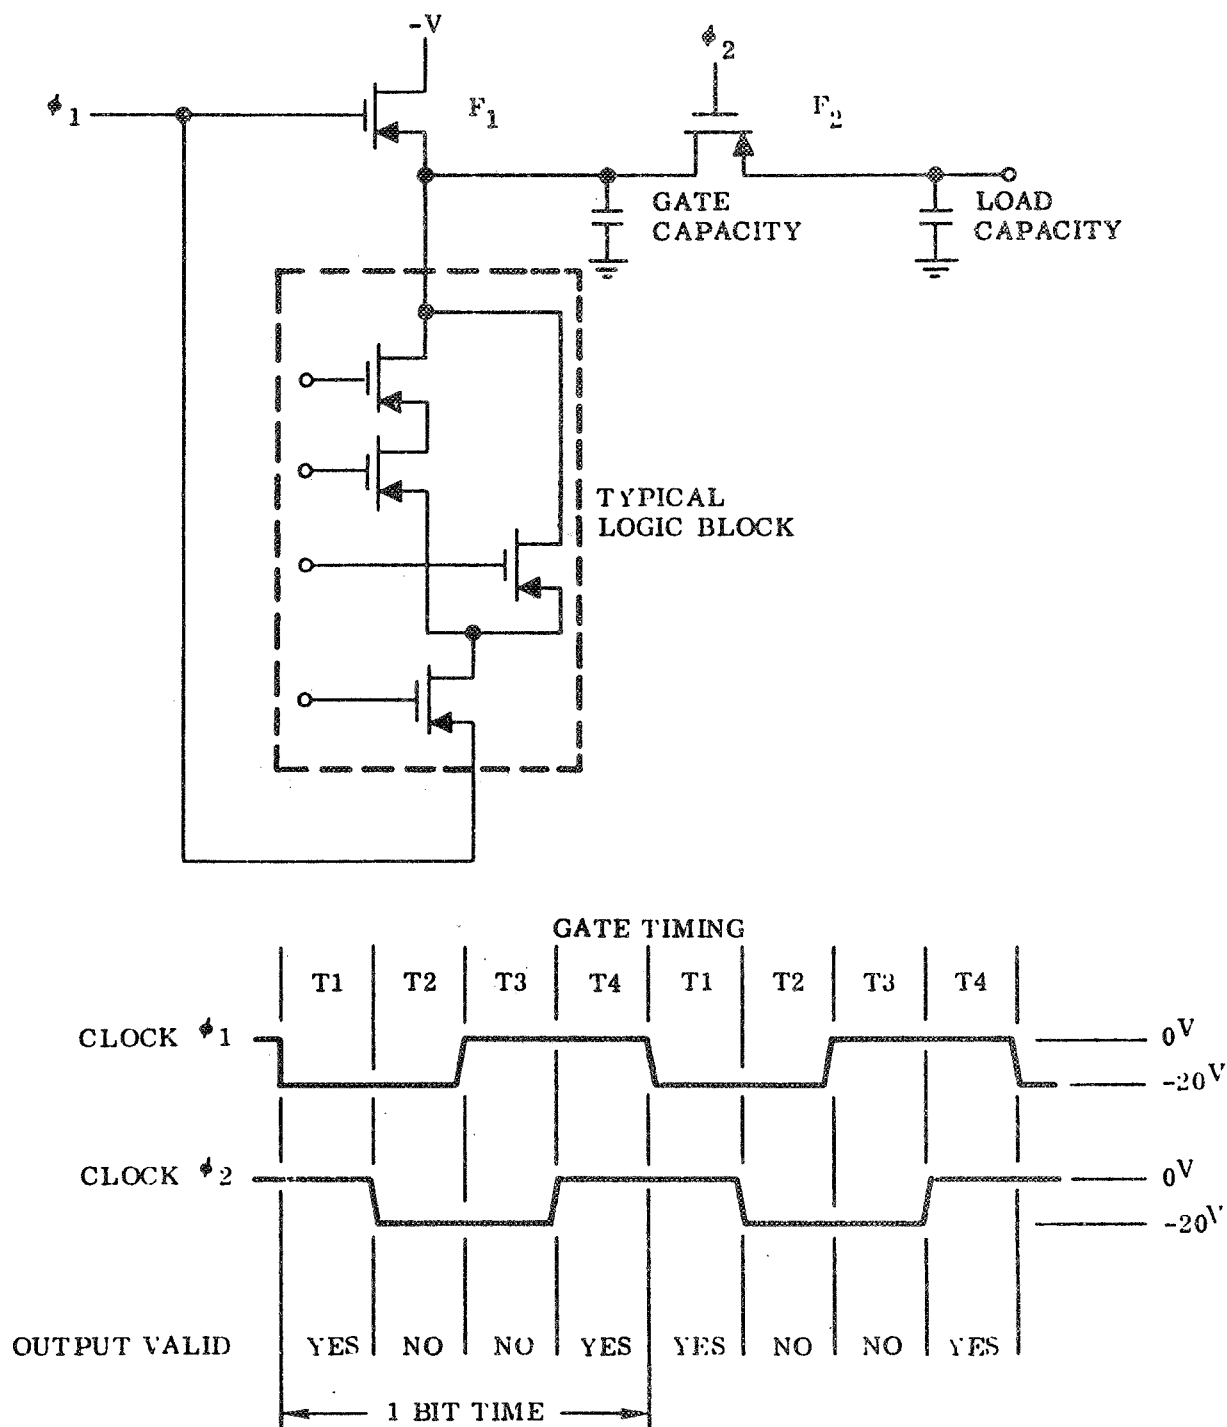 -V
ϕ1
F1
ϕ2
F2
GATE
CAPACITY
LOAD
CAPACITY
TYPICAL
LOGIC BLOCK
GATE TIMING
T1 T2 T3 T4 T1 T2 T3 T4
CLOCK ϕ1
0V
-20V
CLOCK ϕ2
0V
-20V
OUTPUT VALID YES NO NO YES YES NO NO YES
1 BIT TIME